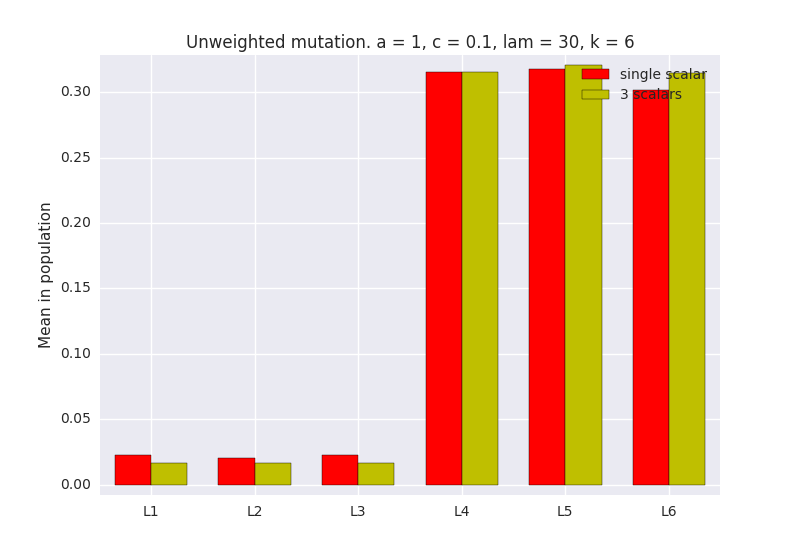 Unweighted mutation. a = 1, c = 0.1, lam = 30, k = 6
single scalar
3 scalars
Mean in population
0.30
0.25
0.20
0.15
0.10
0.05
0.00
L1 L2 L3 L4 L5 L6